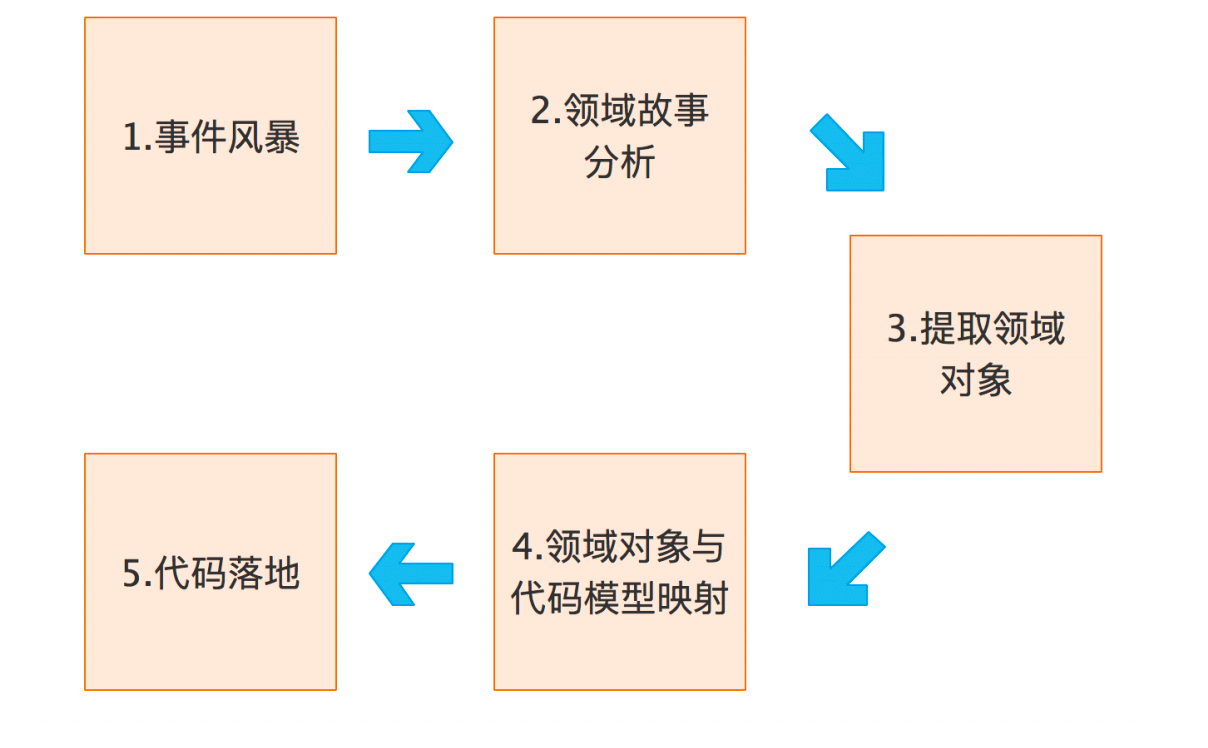 1.事件风暴
2.领域故事
分析
3.提取领域
对象
4.领域对象与
代码模型映射
5.代码落地